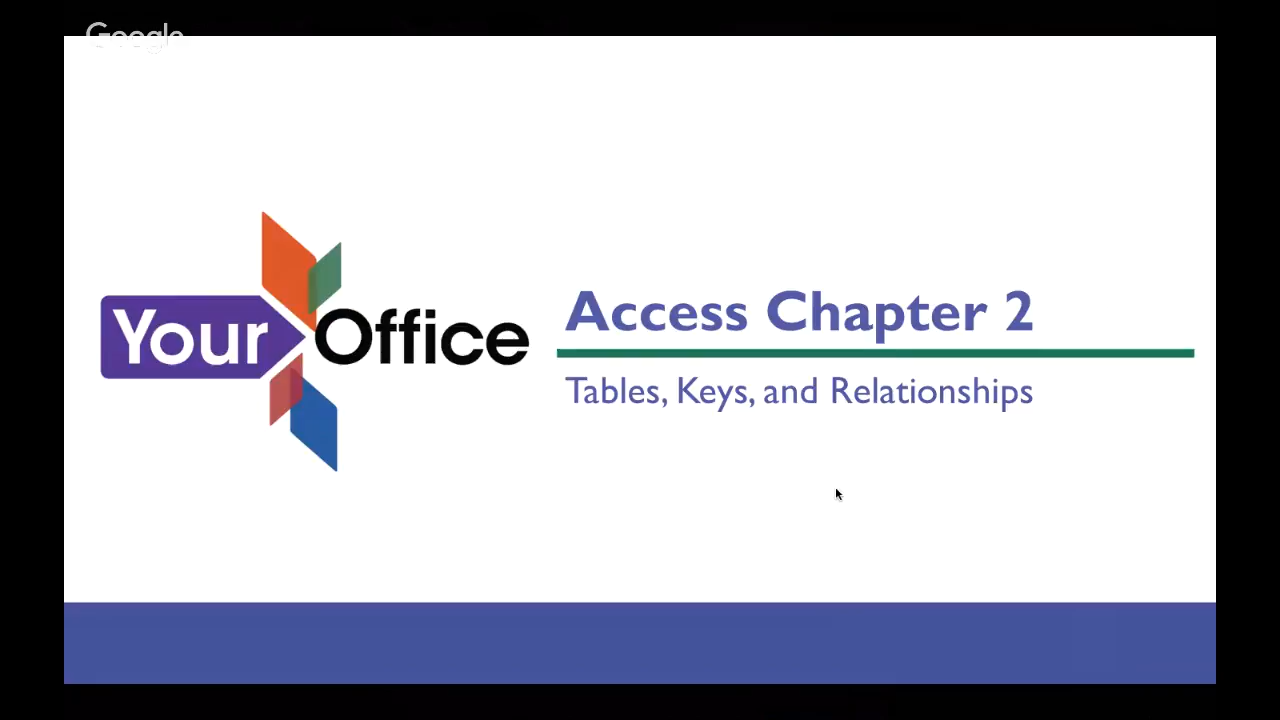 Google
Your Office
Access Chapter 2
Tables, Keys, and Relationships